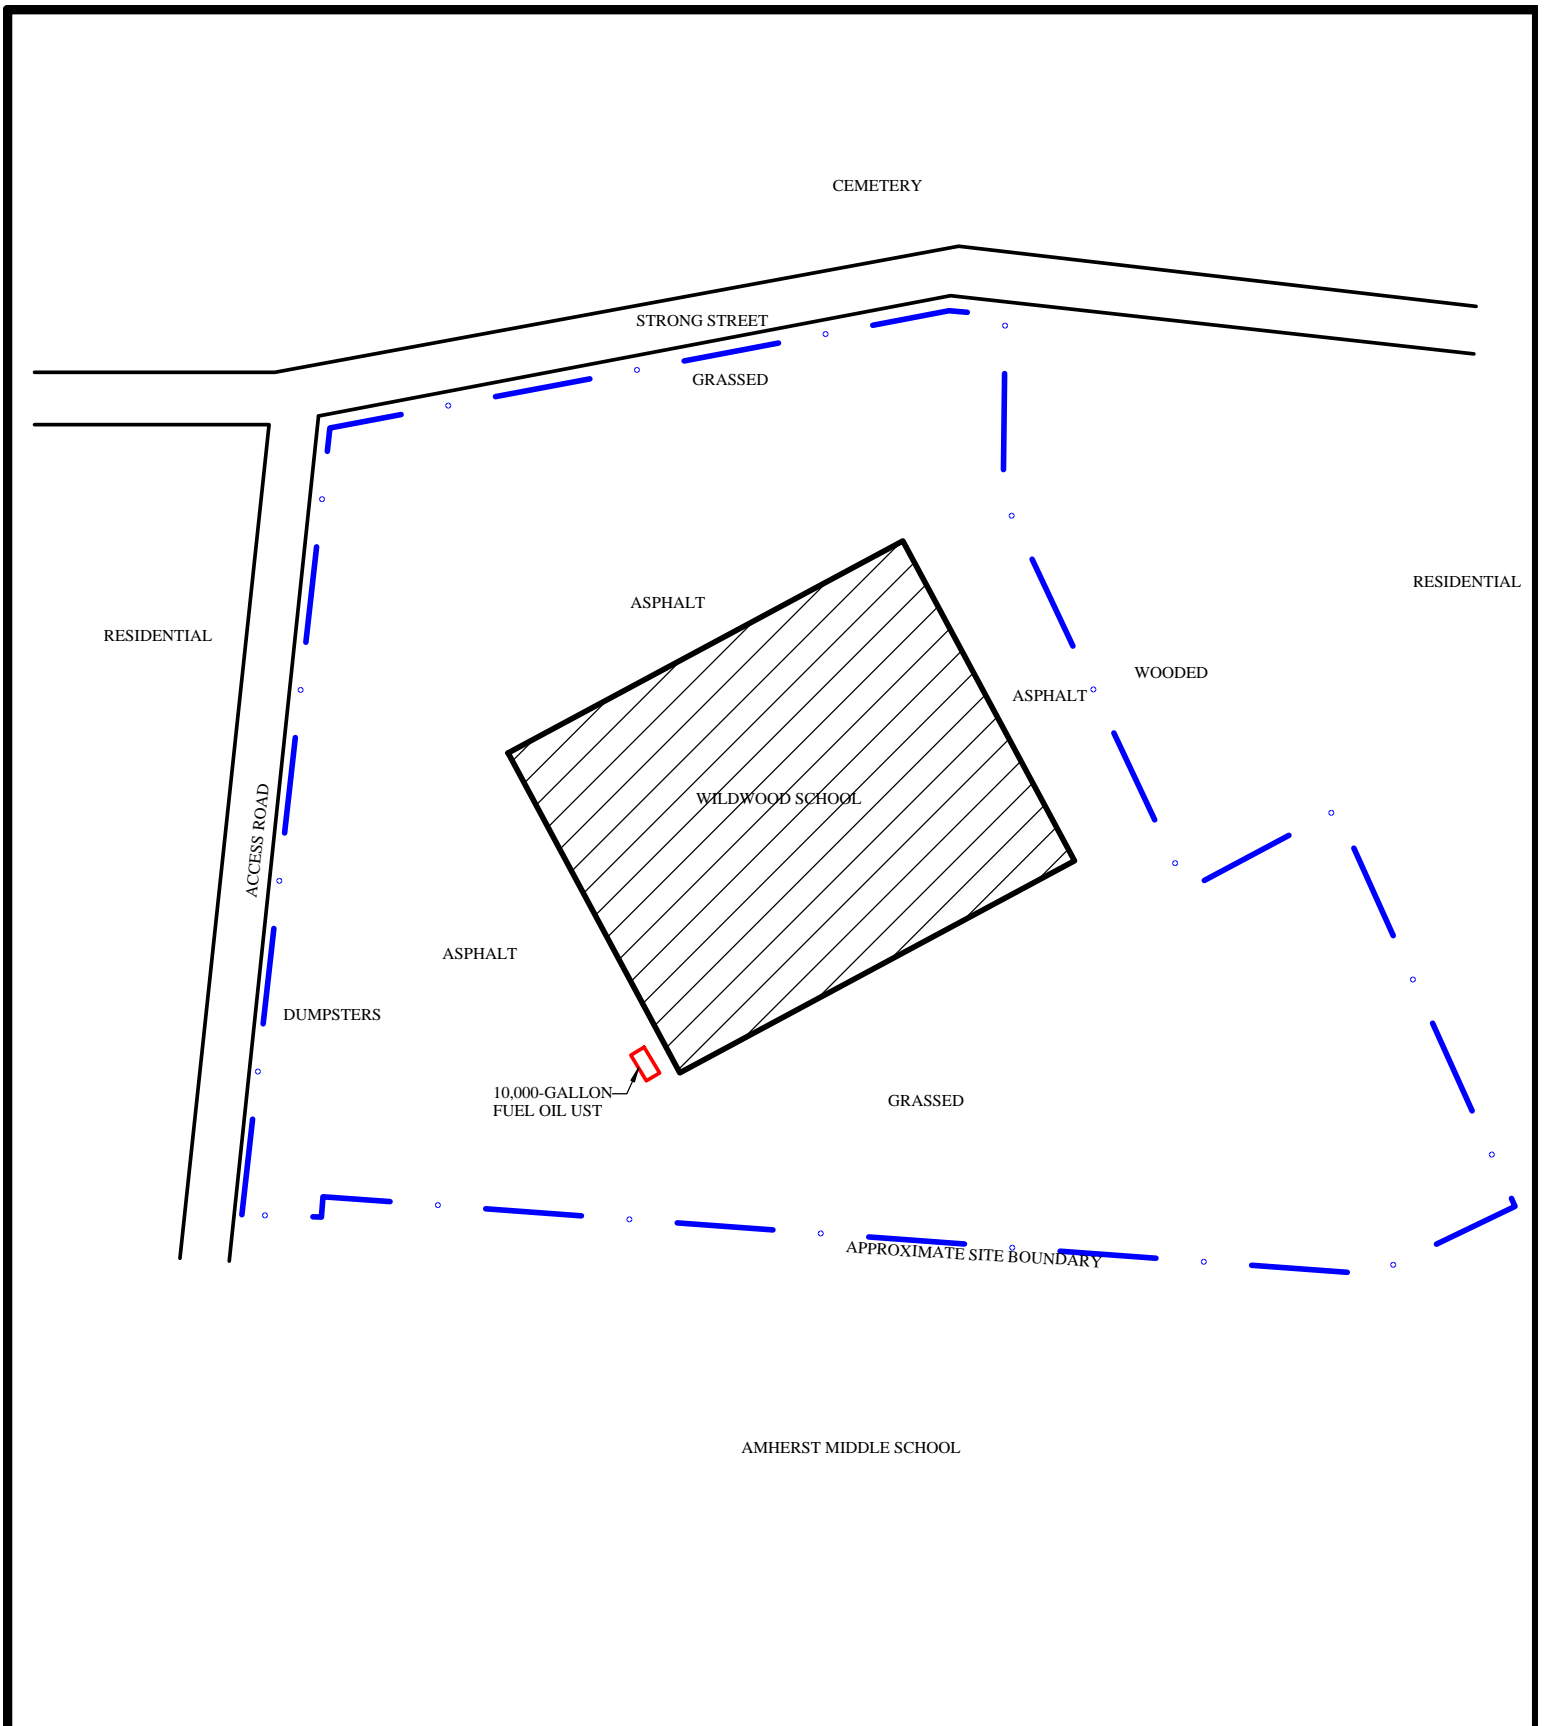 CEMETERY
STRONG STREET
GRASSED
RESIDENTIAL
ASPHALT
RESIDENTIAL
WOODED
ASPHALT
WILDWOOD SCHOOL
ACCESS ROAD
ASPHALT
DUMPSTERS
10,000-GALLON
FUEL OIL UST
GRASSED
APPROXIMATE SITE BOUNDARY
AMHERST MIDDLE SCHOOL